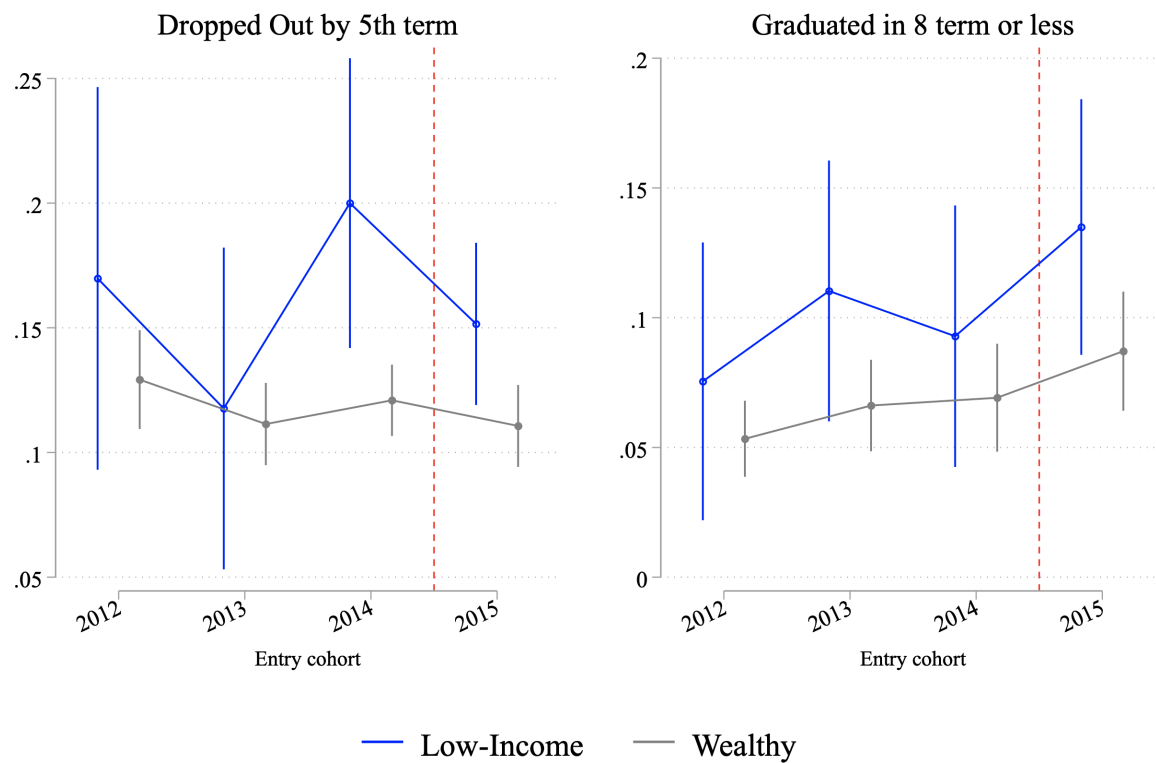 Dropped Out by 5th term
.25
.2
.15
.1
.05
2012 2013 2014 2015
Entry cohort
Graduated in 8 term or less
.2
.15
.1
.05
0
2012 2013 2014 2015
Entry cohort
Low-Income Wealthy